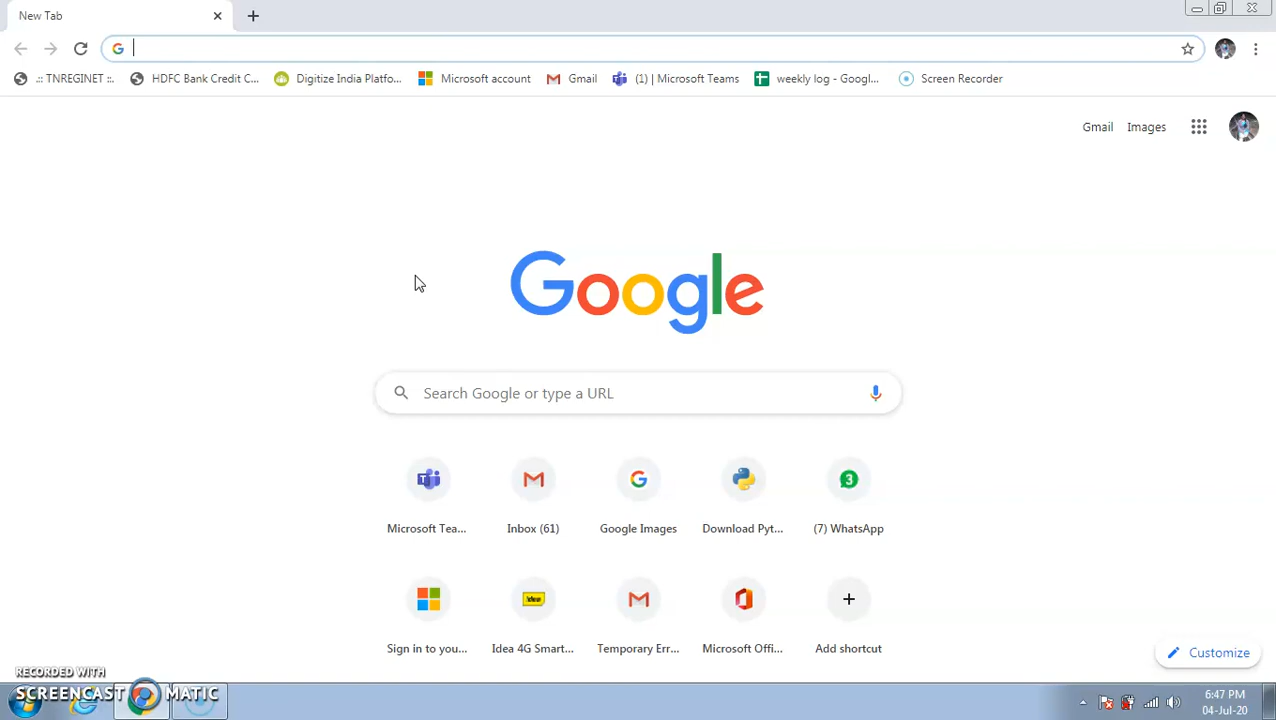 New Tab
.:: TNREGINET ::.
HDFC Bank Credit C...
Digitize India Platfo...
Microsoft account
Gmail
(1) | Microsoft Teams
weekly log - Googl...
Screen Recorder
Gmail
Images
Google
Search Google or type a URL
Microsoft Tea...
Inbox (61)
Google Images
Download Pyt...
3
(7) WhatsApp
Sign in to you...
Idea
Idea 4G Smart...
Temporary Err...
Microsoft Offi...
Add shortcut
Customize
RECORDED WITH
SCREENCAST MATIC
6:47 PM
04-Jul-20